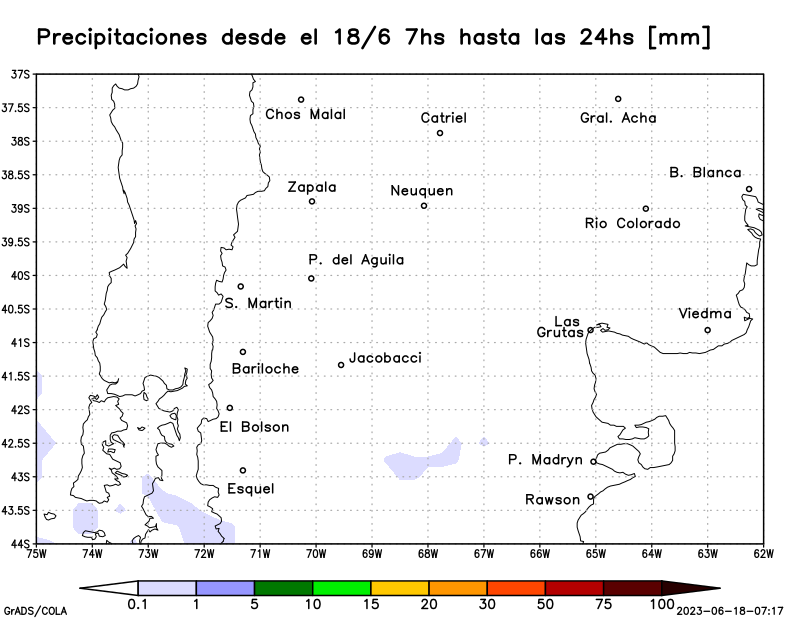 Precipitaciones desde el 18/6 7hs hasta las 24hs [mm]
37S
37.5S
38S
38.5S
39S
39.5S
40S
40.5S
41S
41.5S
42S
42.5S
43S
43.5S
44S
Chos Malal
Catriel
Gral. Acha
B. Blanca
Zapala
Neuquen
Rio Colorado
P. del Aguila
S. Martin
Las
Grutas
Viedma
Bariloche
Jacobacci
El Bolson
P. Madryn
Esquel
Rawson
75W 74W 73W 72W 71W 70W 69W 68W 67W 66W 65W 64W 63W 62W
0.1 1 5 10 15 20 30 50 75 100
GrADS/COLA
2023-06-18-07:17